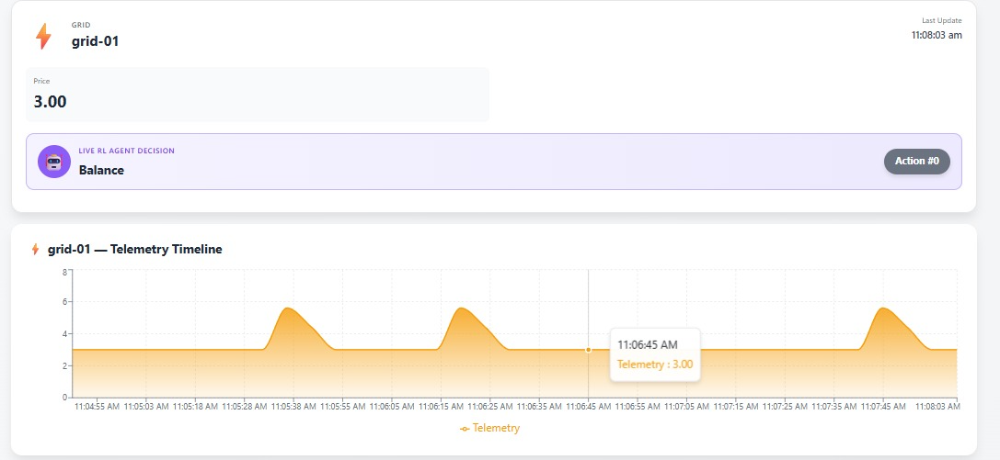 GRID
grid-01
Last Update
11:08:03 am
Price
3.00
LIVE RL AGENT DECISION
Balance
Action #0
grid-01 — Telemetry Timeline
8
6
4
2
0
11:06:45 AM
Telemetry : 3.00
11:04:55 AM 11:05:03 AM 11:05:18 AM 11:05:28 AM 11:05:38 AM 11:05:55 AM 11:06:05 AM 11:06:15 AM 11:06:25 AM 11:06:35 AM 11:06:45 AM 11:06:55 AM 11:07:05 AM 11:07:15 AM 11:07:25 AM 11:07:35 AM 11:07:45 AM 11:08:03 AM
Telemetry